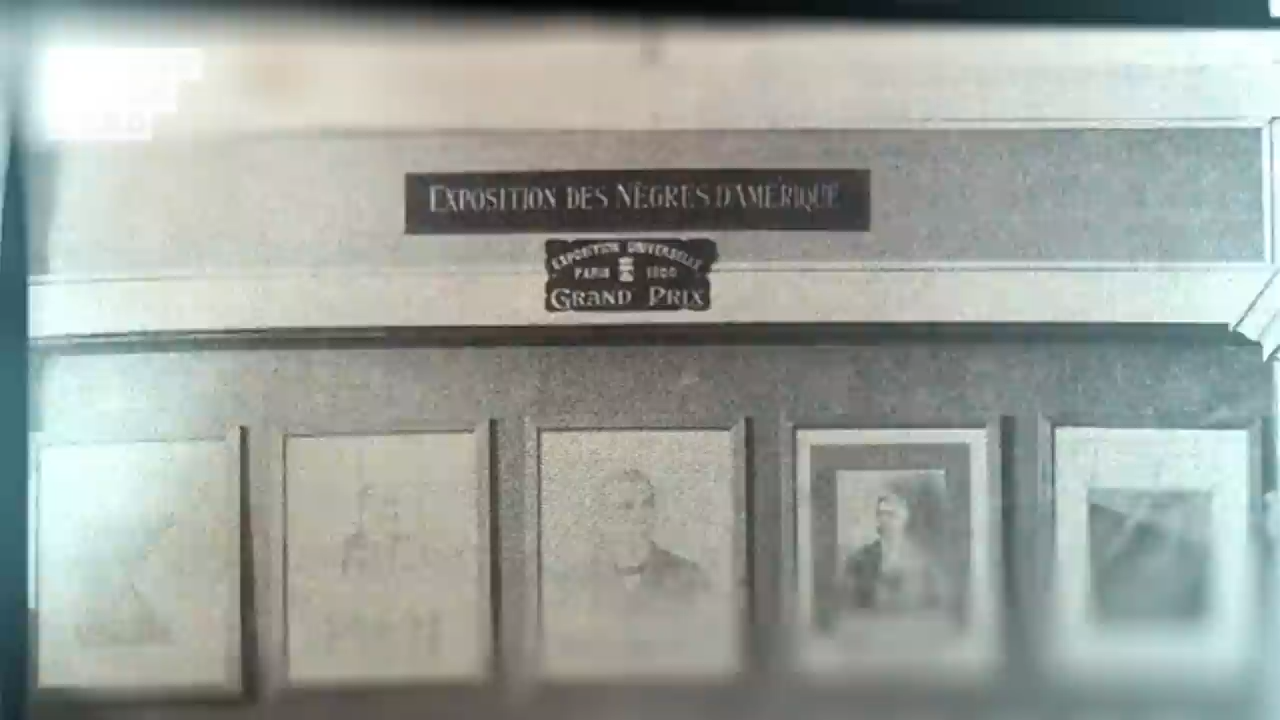 EXPOSITION DES NÈGRES D'AMÉRIQUE
EXPOSITION UNIVERSELLE
PARIS 1900
GRAND PRIX